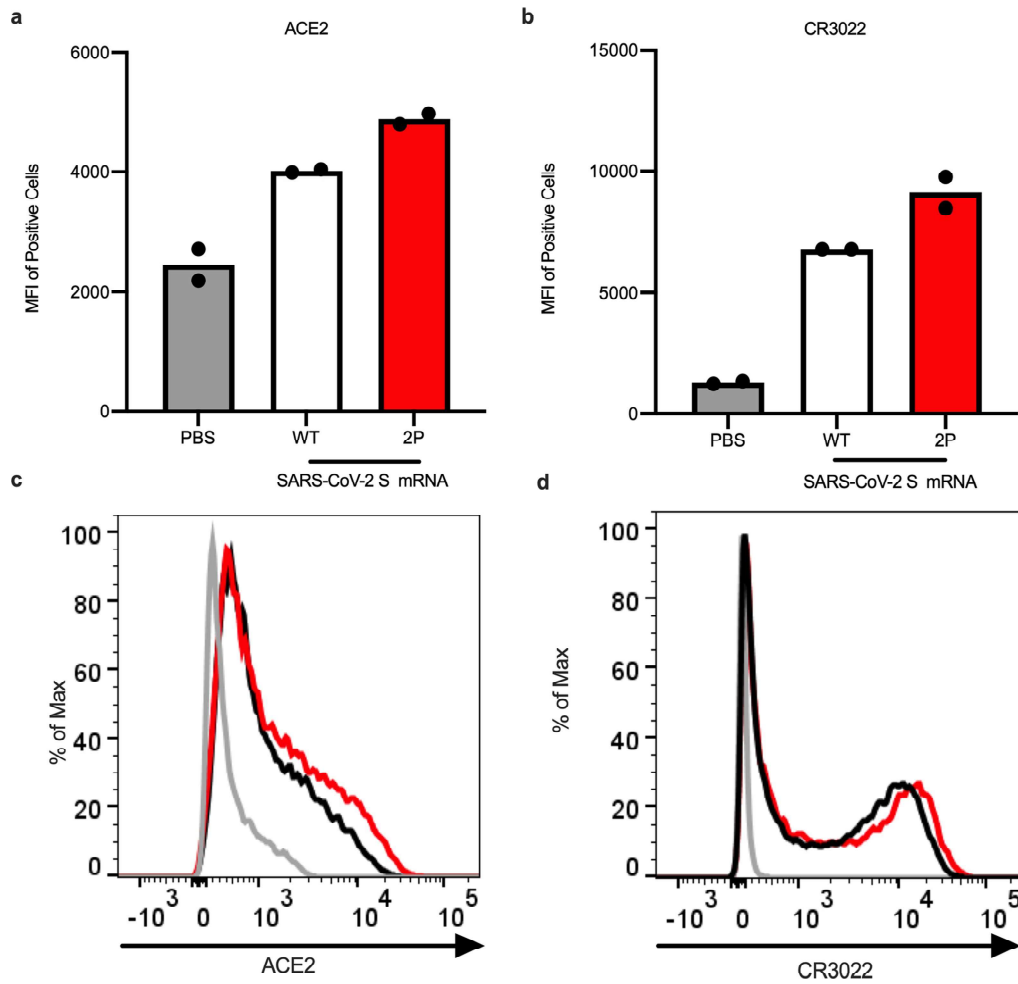 a
ACE2
6000
4000
2000
0
MFI of Positive Cells
PBS
WT
2P
SARS-CoV-2 S mRNA
b
CR3022
15000
10000
5000
0
MFI of Positive Cells
PBS
WT
2P
SARS-CoV-2 S mRNA
c
100
80
60
40
20
0
% of Max
-10 3
0
10 3
10 4
10 5
ACE2
d
100
80
60
40
20
0
% of Max
-10 3
0
10 3
10 4
10 5
CR3022